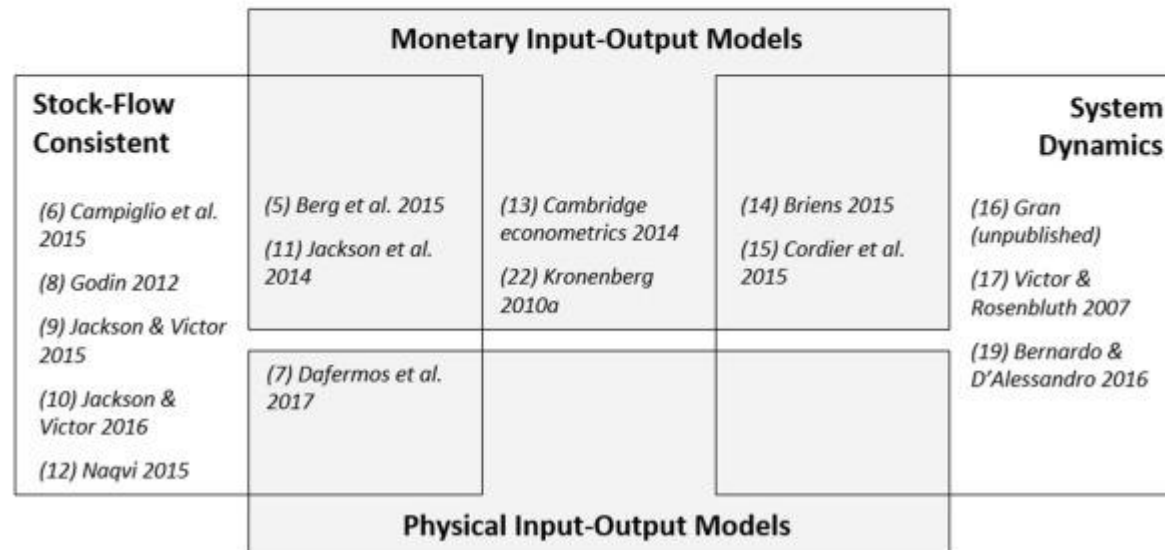 Monetary Input-Output Models
Stock-Flow
Consistent
System
Dynamics
(6) Campiglio et al.
2015
(8) Godin 2012
(9) Jackson & Victor
2015
(10) Jackson &
Victor 2016
(12) Naqvi 2015
(5) Berg et al. 2015
(11) Jackson et al.
2014
(7) Dafermos et al.
2017
(13) Cambridge
econometrics 2014
(22) Kronenberg
2010a
(14) Briens 2015
(15) Cordier et al.
2015
(16) Gran
(unpublished)
(17) Victor &
Rosenbluth 2007
(19) Bernardo &
D'Alessandro 2016
Physical Input-Output Models